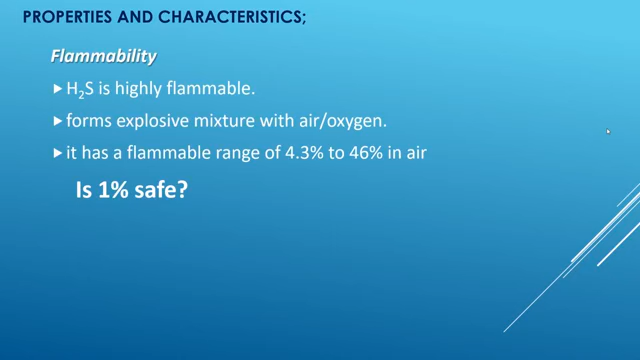 PROPERTIES AND CHARACTERISTICS;
Flammability
H₂S is highly flammable.
forms explosive mixture with air/oxygen.
it has a flammable range of 4.3% to 46% in air
Is 1% safe?